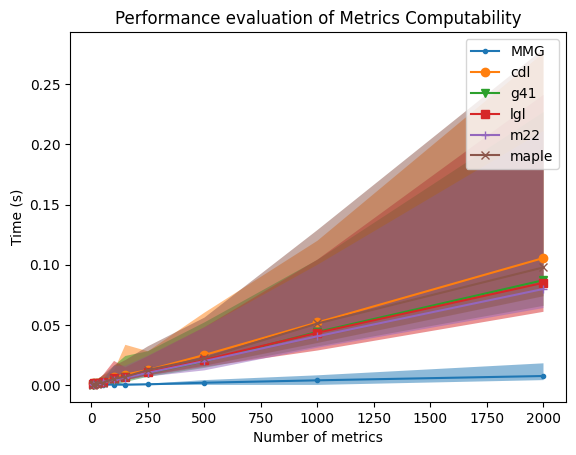 Performance evaluation of Metrics Computability
MMG
cdl
g41
lgl
m22
maple
0.25
0.20
0.15
0.10
0.05
0.00
Time (s)
0 250 500 750 1000 1250 1500 1750 2000
Number of metrics